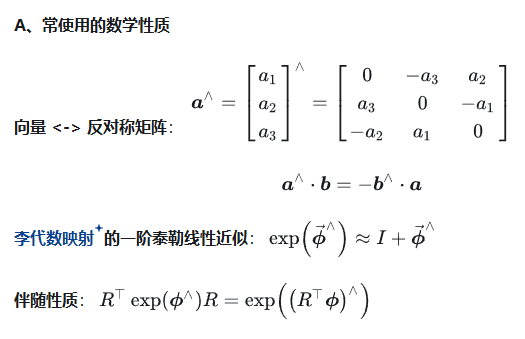 A、常使用的数学性质
向量 <-> 反对称矩阵： $\boldsymbol{a}^{\wedge} = \begin{bmatrix} a_1 \\ a_2 \\ a_3 \end{bmatrix}^{\wedge} = \begin{bmatrix} 0 & -a_3 & a_2 \\ a_3 & 0 & -a_1 \\ -a_2 & a_1 & 0 \end{bmatrix}$
$\boldsymbol{a}^{\wedge} \cdot \boldsymbol{b} = -\boldsymbol{b}^{\wedge} \cdot \boldsymbol{a}$
李代数映射的一阶泰勒线性近似： $\exp\left(\vec{\boldsymbol{\phi}}^{\wedge}\right) \approx I + \vec{\boldsymbol{\phi}}^{\wedge}$
伴随性质： $R^{\top} \exp(\boldsymbol{\phi}^{\wedge}) R = \exp\left(\left(R^{\top} \boldsymbol{\phi}\right)^{\wedge}\right)$